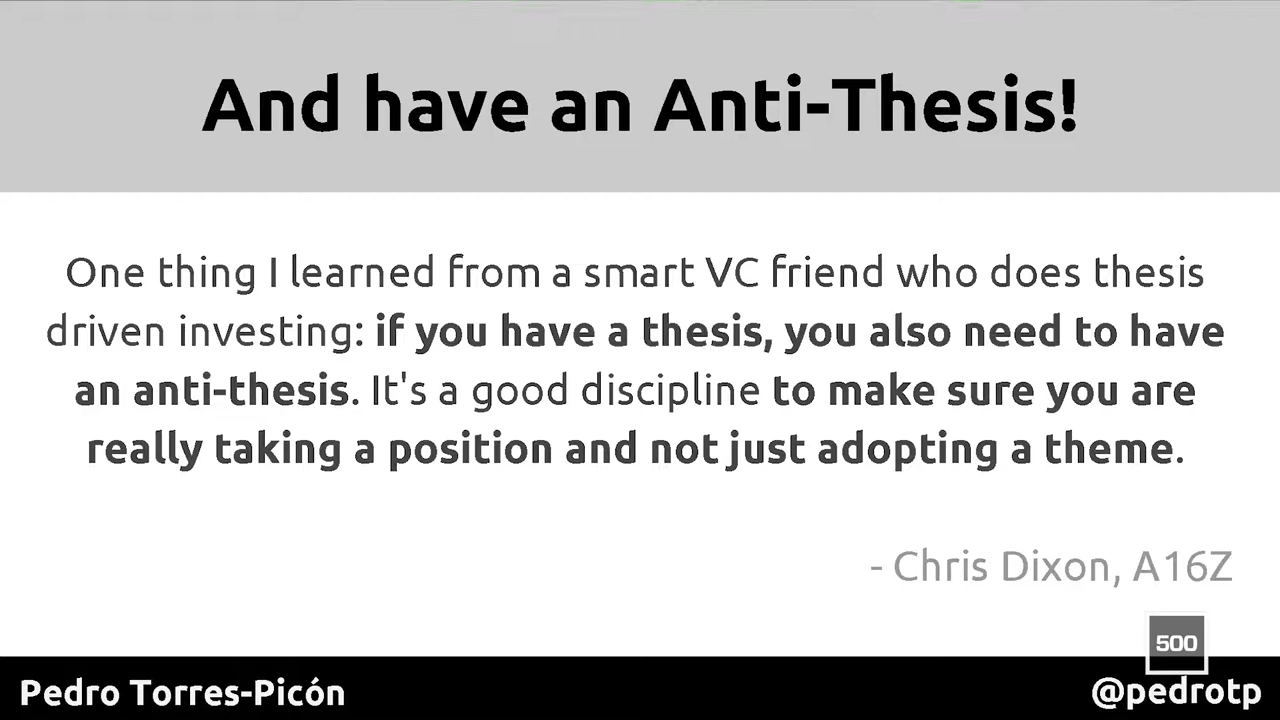 And have an Anti-Thesis!
One thing I learned from a smart VC friend who does thesis
driven investing: if you have a thesis, you also need to have
an anti-thesis. It's a good discipline to make sure you are
really taking a position and not just adopting a theme.
- Chris Dixon, A16Z
500
Pedro Torres-Picón
@pedrotp